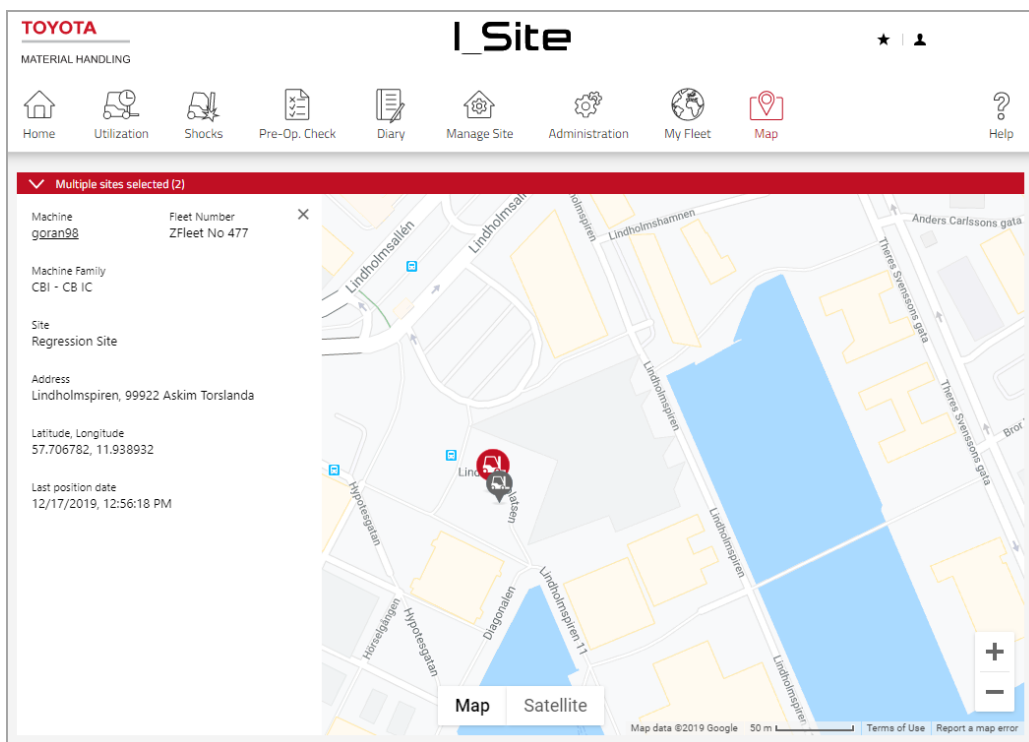 TOYOTA
MATERIAL HANDLING
I_Site
Home
Utilization
Shocks
Pre-Op. Check
Diary
Manage Site
Administration
My Fleet
Map
Help
Multiple sites selected (2)
Machine
goran98
Fleet Number
ZFleet No 477
Machine Family
CBI - CB IC
Site
Regression Site
Address
Lindholmspiren, 99922 Askim Torslanda
Latitude, Longitude
57.706782, 11.938932
Last position date
12/17/2019, 12:56:18 PM
Lindholmsallén
Lindholmsallén
Lindholmspiren
Lindholmshamnen
Anders Carlssons gata
Theres Svenssons gata
Theres Svenssons gata
Lindholmspiren
Lindholmspiren
Lindholmspiren
Hypotesgatan
Hypotesgatan
Hörselgången
Diagonalen
Lindholmspiren 11
Map
Satellite
Map data ©2019 Google
50 m
Terms of Use
Report a map error